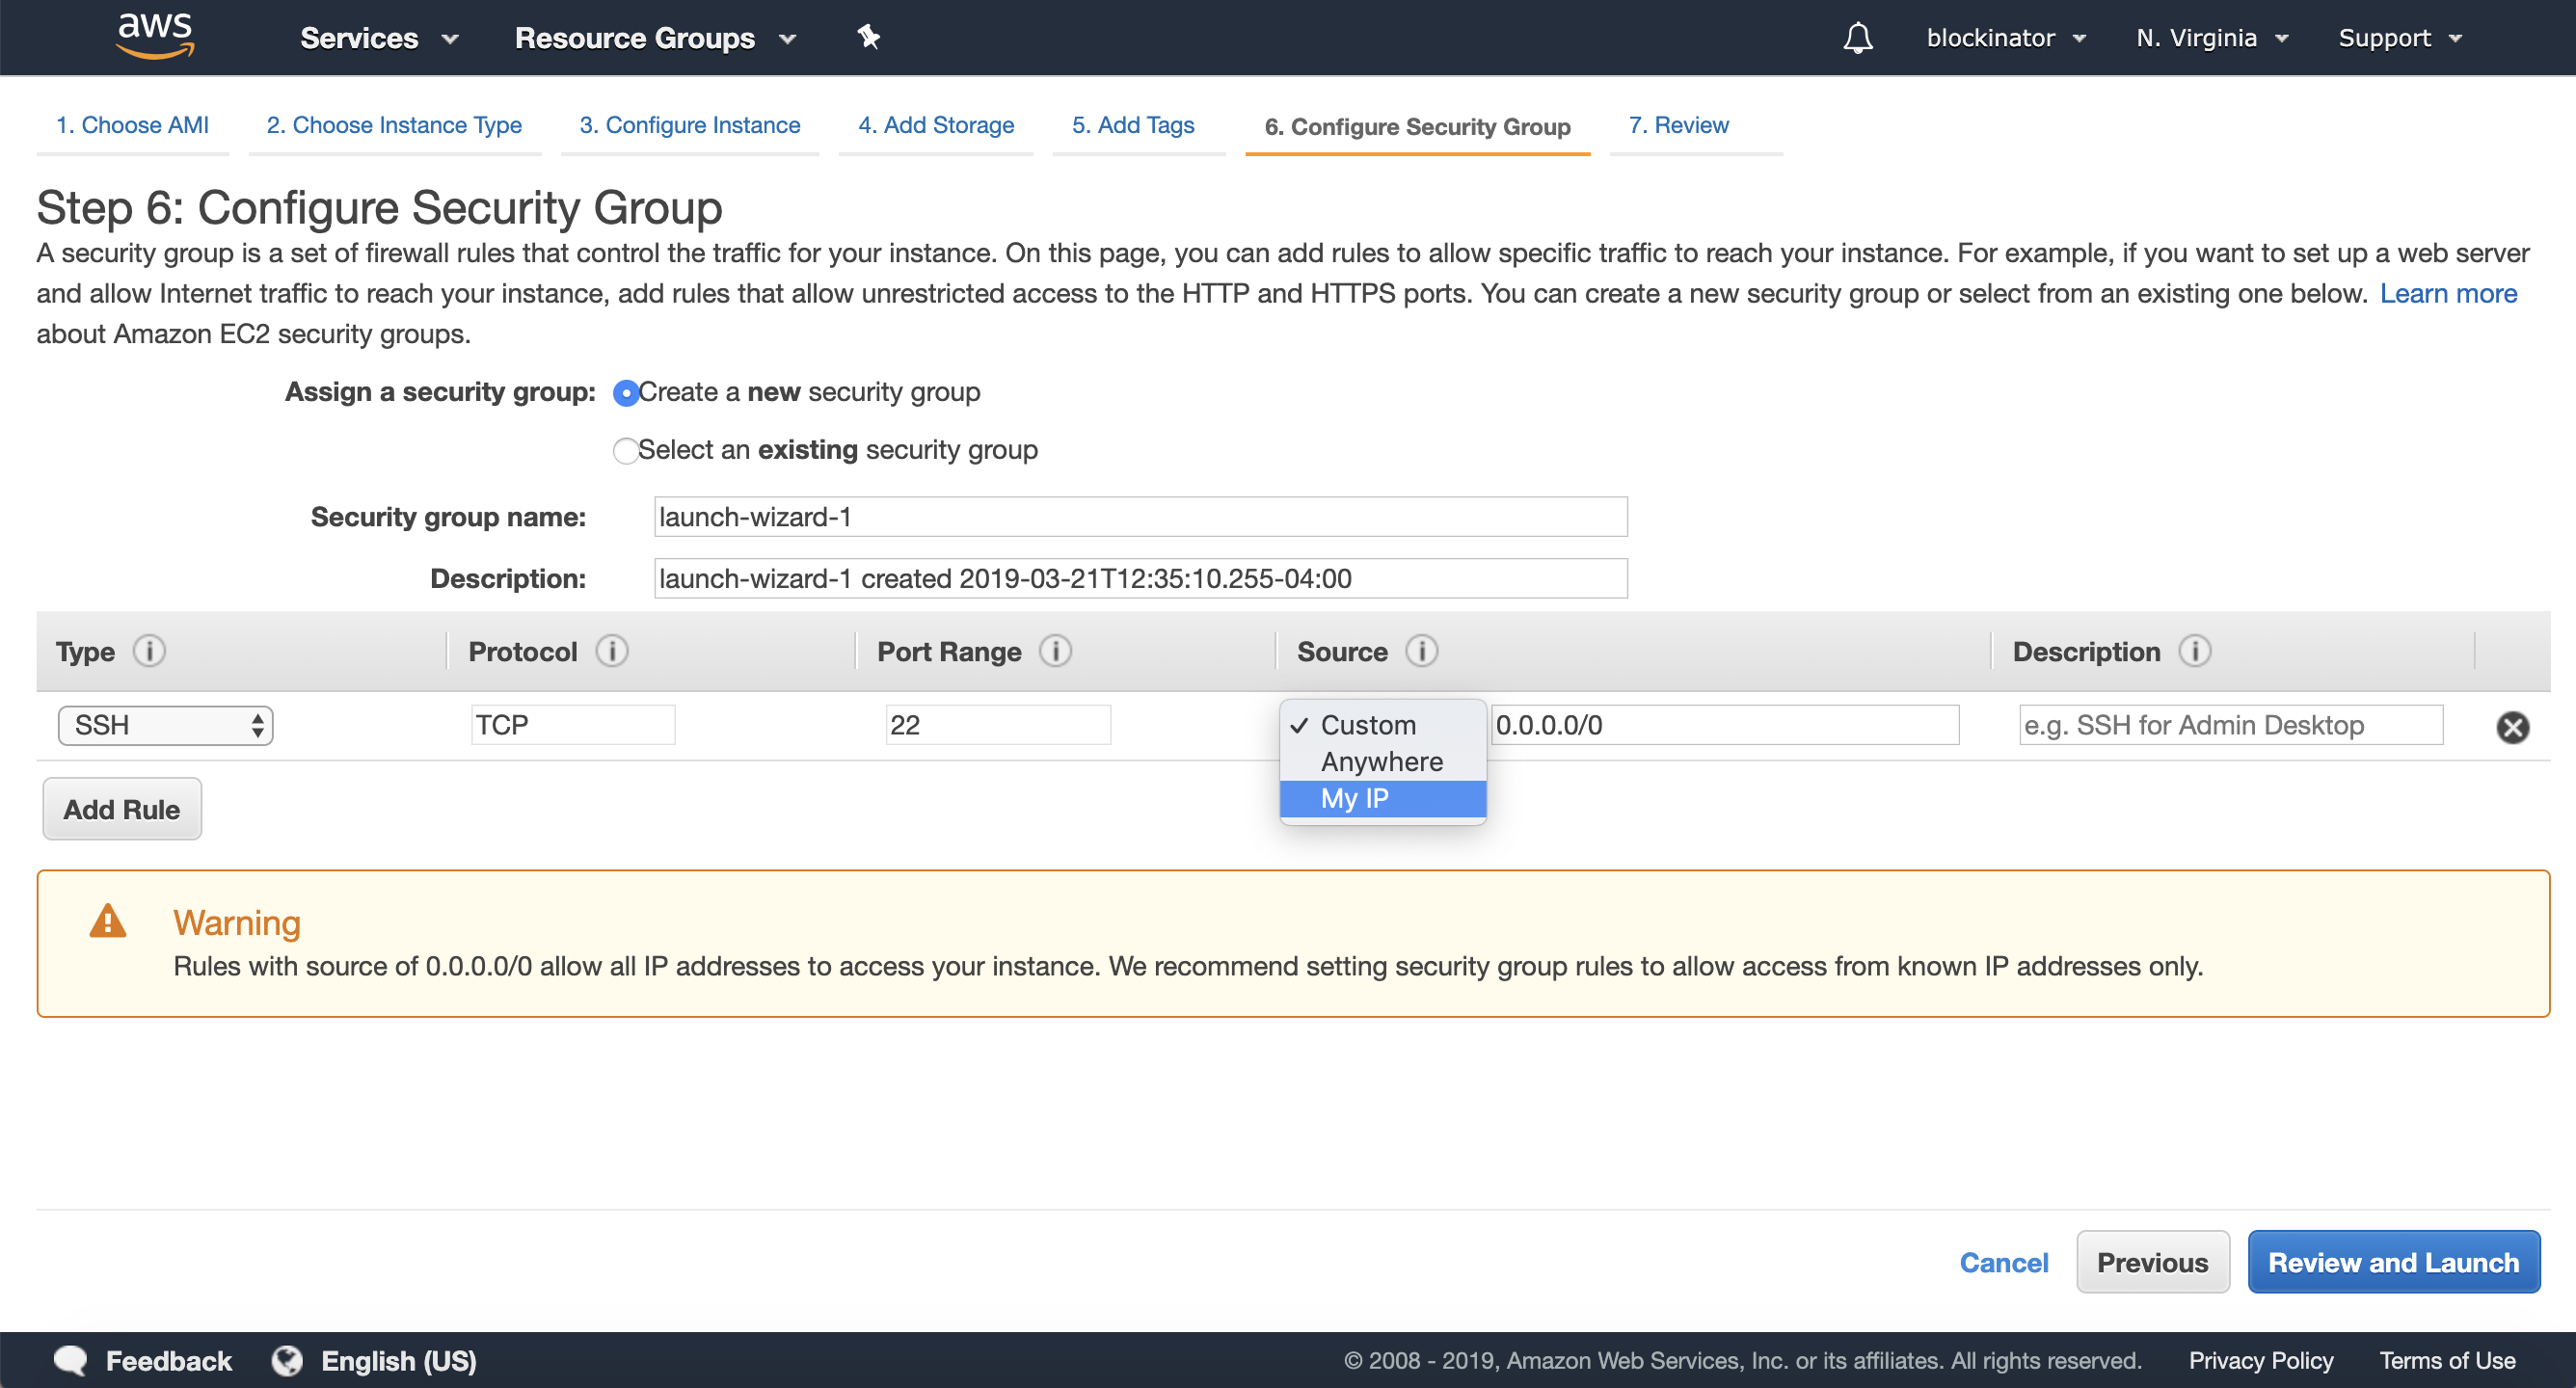 aws Services Resource Groups blockinator N. Virginia Support
1. Choose AMI 2. Choose Instance Type 3. Configure Instance 4. Add Storage 5. Add Tags 6. Configure Security Group 7. Review
Step 6: Configure Security Group
A security group is a set of firewall rules that control the traffic for your instance. On this page, you can add rules to allow specific traffic to reach your instance. For example, if you want to set up a web server
and allow Internet traffic to reach your instance, add rules that allow unrestricted access to the HTTP and HTTPS ports. You can create a new security group or select from an existing one below. Learn more
about Amazon EC2 security groups.
Assign a security group: Create a new security group
Select an existing security group
Security group name: launch-wizard-1
Description: launch-wizard-1 created 2019-03-21T12:35:10.255-04:00
Type i Protocol i Port Range i Source i Description i
SSH TCP 22 Custom 0.0.0.0/0 e.g. SSH for Admin Desktop
Anywhere
My IP
Add Rule
Warning
Rules with source of 0.0.0.0/0 allow all IP addresses to access your instance. We recommend setting security group rules to allow access from known IP addresses only.
Cancel Previous Review and Launch
Feedback English (US) © 2008 - 2019, Amazon Web Services, Inc. or its affiliates. All rights reserved. Privacy Policy Terms of Use